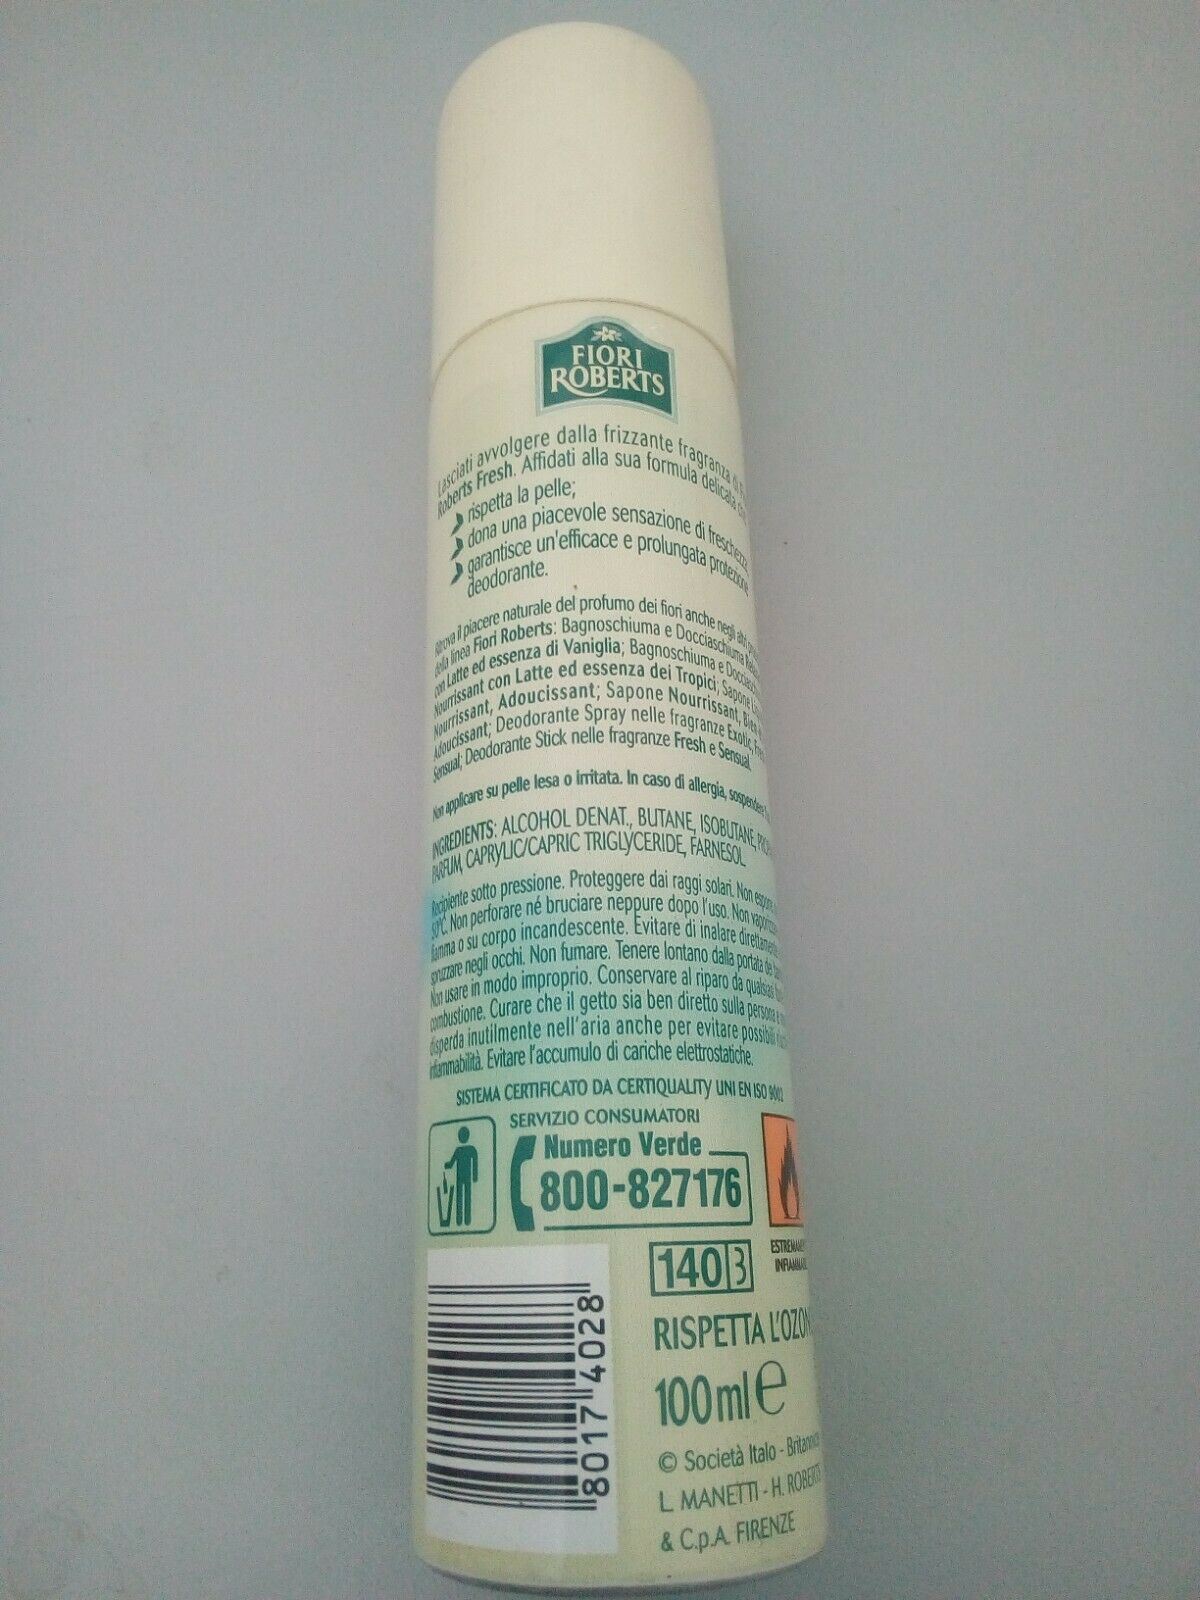 FIORI
ROBERTS
Lasciati avvolgere dalla frizzante fragranza di
Roberts Fresh. Affidati alla sua formula delicata che
rispetta la pelle;
dona una piacevole sensazione di freschezza
garantisce un'efficace e prolungata protezione
deodorante.
Ritrova il piacere naturale del profumo dei fiori anche negli altri
della linea Fiori Roberts: Bagnoschiuma e Docciaschiuma
con Latte ed essenza di Vaniglia; Bagnoschiuma e
Nourrissant con Latte ed essenza dei Tropici; Sapone
Nourrissant, Adoucissant; Sapone Nourrissant,
Adoucissant; Deodorante Spray nelle fragranze Exotic,
Sensual; Deodorante Stick nelle fragranze Fresh e Sensual.
Non applicare su pelle lesa o irritata. In caso di allergia,
INGREDIENTS: ALCOHOL DENAT., BUTANE, ISOBUTANE,
PARFUM, CAPRYLIC/CAPRIC TRIGLYCERIDE, FARNESOL
Recipiente sotto pressione. Proteggere dai raggi solari. Non
50°C. Non perforare né bruciare neppure dopo l'uso. Non
fiamma o su corpo incandescente. Evitare di inalare
spruzzare negli occhi. Non fumare. Tenere lontano dalla portata dei
Non usare in modo improprio. Conservare al riparo da qualsiasi
combustione. Curare che il getto sia ben diretto sulla persona e
disperda inutilmente nell'aria anche per evitare possibili
infiammabilità. Evitare l'accumulo di cariche elettrostatiche.
SISTEMA CERTIFICATO DA CERTIQUALITY UNI EN ISO 9002
SERVIZIO CONSUMATORI
Numero Verde
800-827176
140 3
RISPETTA L'OZON
100 ml e
© Società Italo - Britannica
L. MANETTI - H. ROBERTS
& C.p.A. FIRENZE
8017 4028